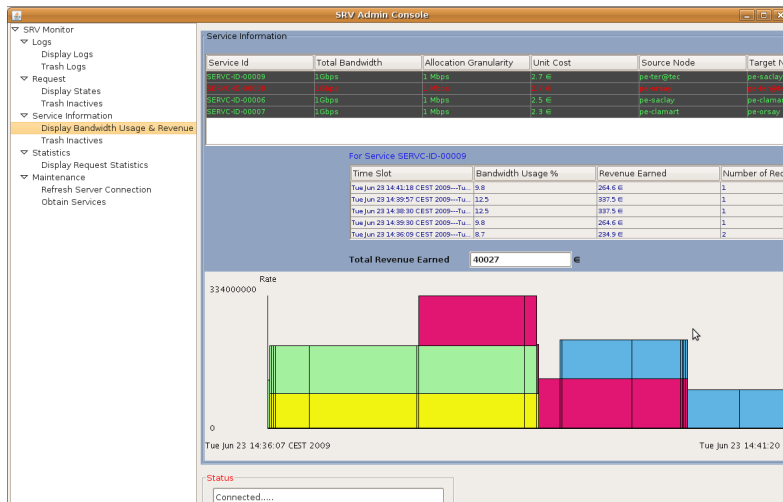 SRV Admin Console
SRV Monitor
Logs
Display Logs
Trash Logs
Request
Display States
Trash Inactives
Service Information
Display Bandwidth Usage & Revenue
Trash Inactives
Statistics
Display Request Statistics
Maintenance
Refresh Server Connection
Obtain Services
Service Information
Service Id Total Bandwidth Allocation Granularity Unit Cost Source Node Target N
SERVC-ID-00009 1Gbps 1 Mbps 2.7 € pe-ter@tec pe-saclay
SERVC-ID-00006 1Gbps 1 Mbps 2.5 € pe-saclay pe-clamar
SERVC-ID-00007 1Gbps 1 Mbps 2.3 € pe-clamart pe-orsay
For Service SERVC-ID-00009
Time Slot Bandwidth Usage % Revenue Earned Number of Rec
Tue Jun 23 14:41:18 CEST 2009---Tu... 9.8 264.6 € 1
Tue Jun 23 14:39:57 CEST 2009---Tu... 12.5 337.5 € 1
Tue Jun 23 14:38:30 CEST 2009---Tu... 12.5 337.5 € 1
Tue Jun 23 14:39:30 CEST 2009---Tu... 9.8 264.6 € 1
Tue Jun 23 14:36:09 CEST 2009---Tu... 8.7 234.9 € 2
Total Revenue Earned 40027 €
Rate
334000000
0
Tue Jun 23 14:36:07 CEST 2009 Tue Jun 23 14:41:20
Status
Connected.....